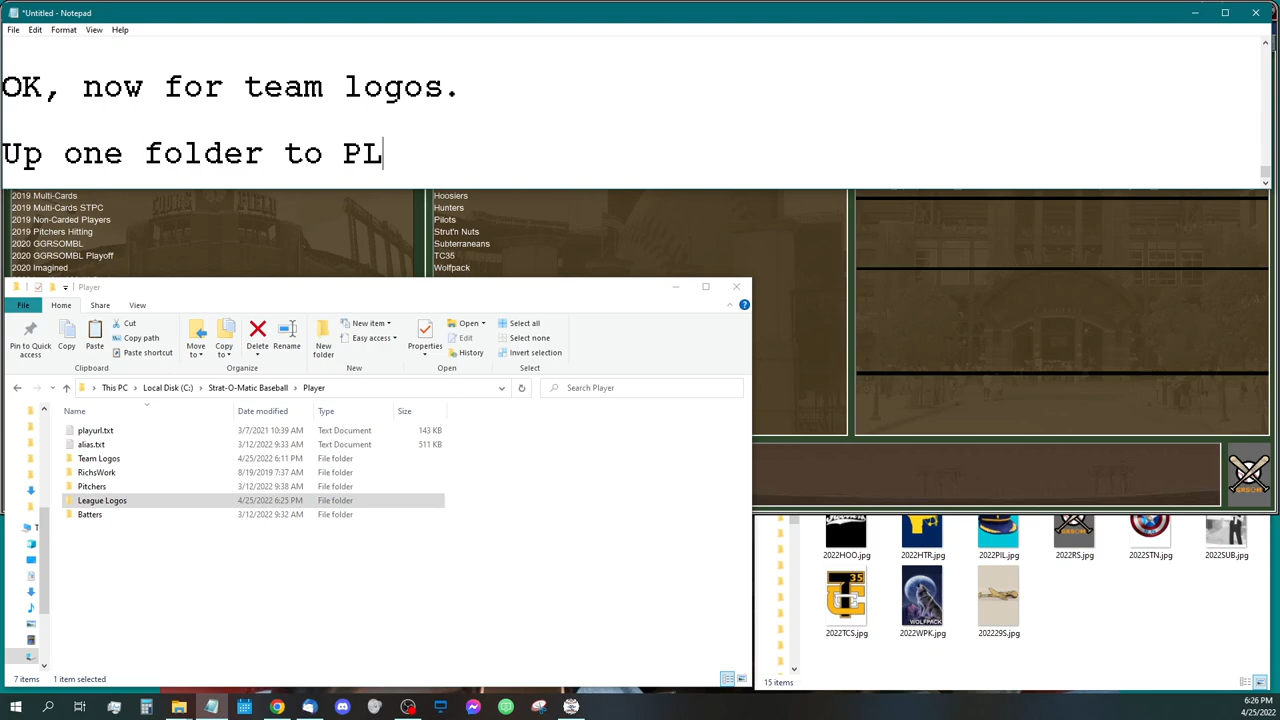 *Untitled - Notepad
File Edit Format View Help
OK, now for team logos.
Up one folder to PL
2019 Multi-Cards
2019 Multi-Cards STPC
2019 Non-Carded Players
2019 Pitchers Hitting
2020 GGRSOMBL
2020 GGRSOMBL Playoff
2020 Imagined
Hoosiers
Hunters
Pilots
Strut'n Nuts
Subterraneans
TC35
Wolfpack
Player
File Home Share View
Pin to Quick access
Copy
Paste
Cut
Copy path
Paste shortcut
Move to
Copy to
Delete
Rename
New folder
New item
Easy access
Properties
Open
Edit
History
Select all
Select none
Invert selection
Clipboard Organize New Open Select
This PC Local Disk (C:) Strat-O-Matic Baseball Player
Search Player
Name Date modified Type Size
playurl.txt 3/7/2021 10:39 AM Text Document 143 KB
alias.txt 3/12/2022 9:33 AM Text Document 511 KB
Team Logos 4/25/2022 6:11 PM File folder
RichsWork 8/19/2019 7:37 AM File folder
Pitchers 3/12/2022 9:38 AM File folder
League Logos 4/25/2022 6:25 PM File folder
Batters 3/12/2022 9:32 AM File folder
7 items 1 item selected
2022HOO.jpg 2022HTR.jpg 2022PIL.jpg 2022RS.jpg 2022STN.jpg 2022SUB.jpg
35
WOLFPACK
2022TCS.jpg 2022WPK.jpg 202229S.jpg
15 items
6:26 PM
4/25/2022